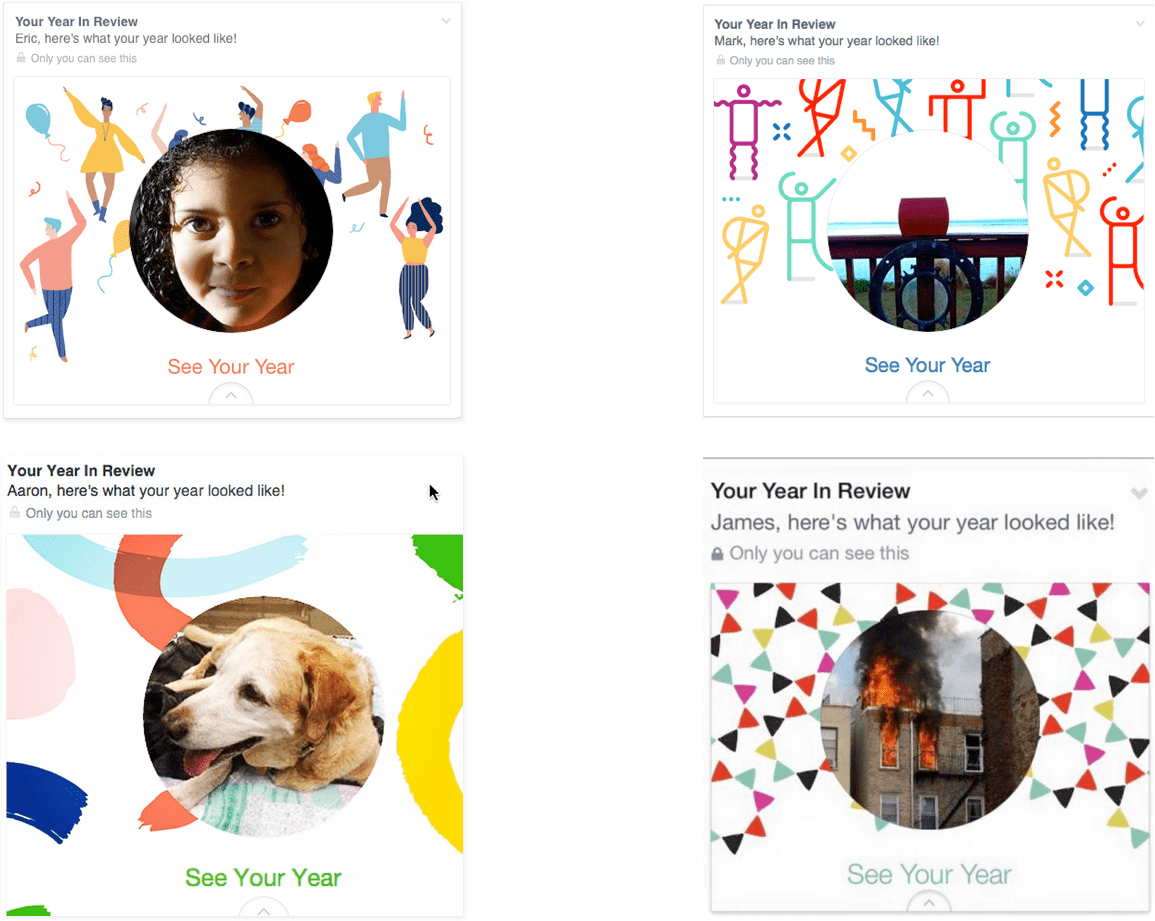 Your Year In Review
Eric, here's what your year looked like!
Only you can see this
See Your Year
Your Year In Review
Mark, here's what your year looked like!
Only you can see this
See Your Year
Your Year In Review
Aaron, here's what your year looked like!
Only you can see this
See Your Year
Your Year In Review
James, here's what your year looked like!
Only you can see this
See Your Year